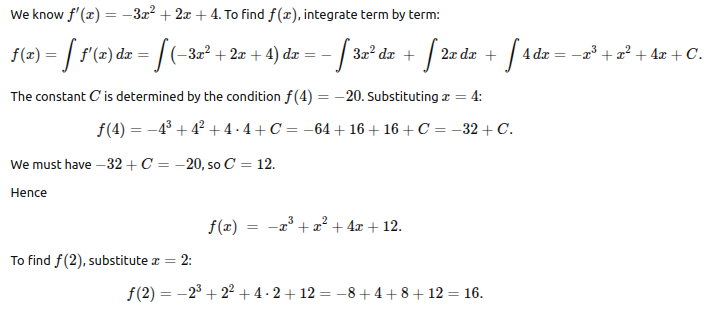 We know f′(x) = −3x² + 2x + 4. To find f(x), integrate term by term:
f(x) = ∫ f′(x) dx = ∫ (−3x² + 2x + 4) dx = − ∫ 3x² dx + ∫ 2x dx + ∫ 4 dx = −x³ + x² + 4x + C.
The constant C is determined by the condition f(4) = −20. Substituting x = 4:
f(4) = −4³ + 4² + 4 · 4 + C = −64 + 16 + 16 + C = −32 + C.
We must have −32 + C = −20, so C = 12.
Hence
f(x) = −x³ + x² + 4x + 12.
To find f(2), substitute x = 2:
f(2) = −2³ + 2² + 4 · 2 + 12 = −8 + 4 + 8 + 12 = 16.